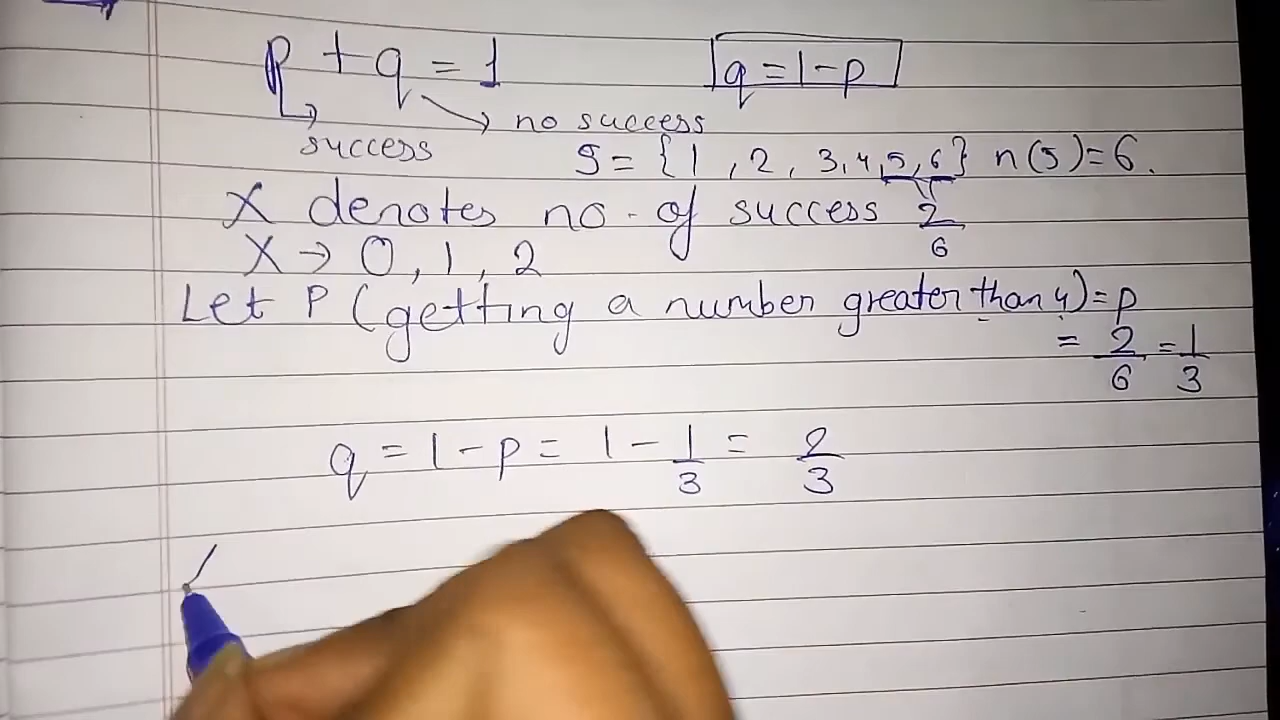 p + q = 1 q = 1 - p
success no success
S = {1, 2, 3, 4, 5, 6} n(S) = 6.
X denotes no. of success 2/6
X → 0, 1, 2
Let P (getting a number greater than 4) = p
= 2/6 = 1/3
q = 1 - p = 1 - 1/3 = 2/3